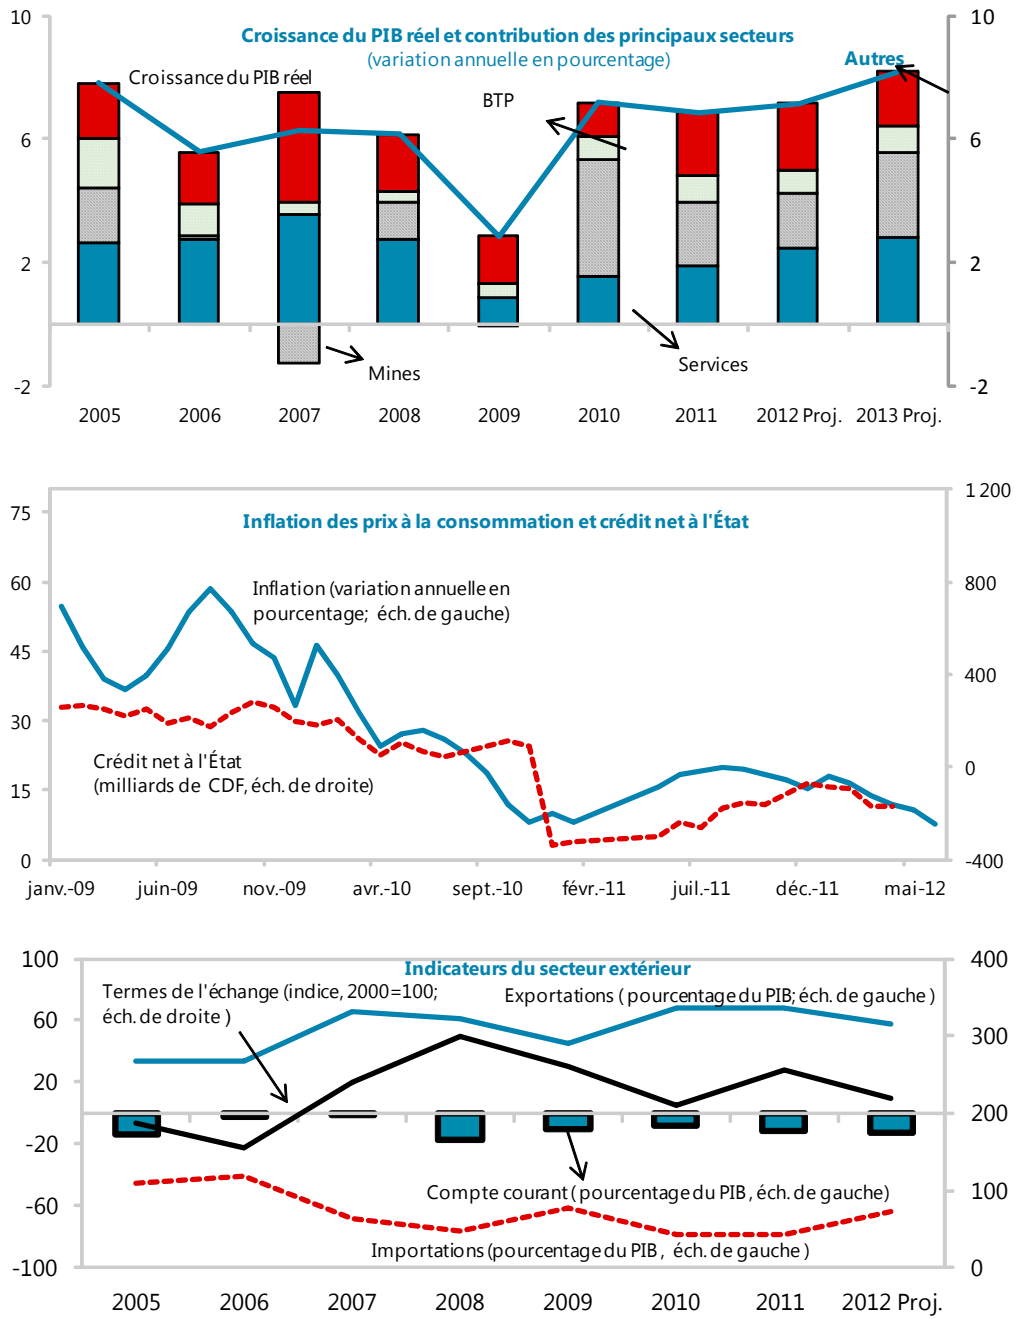 Croissance du PIB réel et contribution des principaux secteurs
(variation annuelle en pourcentage)
10
6
2
-2
10
6
2
-2
Croissance du PIB réel
BTP
Autres
Mines
Services
2005 2006 2007 2008 2009 2010 2011 2012 Proj. 2013 Proj.
Inflation des prix à la consommation et crédit net à l'État
75
60
45
30
15
0
1 200
800
400
0
-400
Inflation (variation annuelle en
pourcentage; éch. de gauche)
Crédit net à l'État
(milliards de CDF, éch. de droite)
janv.-09 juin-09 nov.-09 avr.-10 sept.-10 févr.-11 juil.-11 déc.-11 mai-12
Indicateurs du secteur extérieur
100
60
20
-20
-60
-100
400
300
200
100
0
Termes de l'échange (indice, 2000=100;
éch. de droite )
Exportations ( pourcentage du PIB; éch. de gauche )
Compte courant ( pourcentage du PIB , éch. de gauche)
Importations (pourcentage du PIB , éch. de gauche )
2005 2006 2007 2008 2009 2010 2011 2012 Proj.